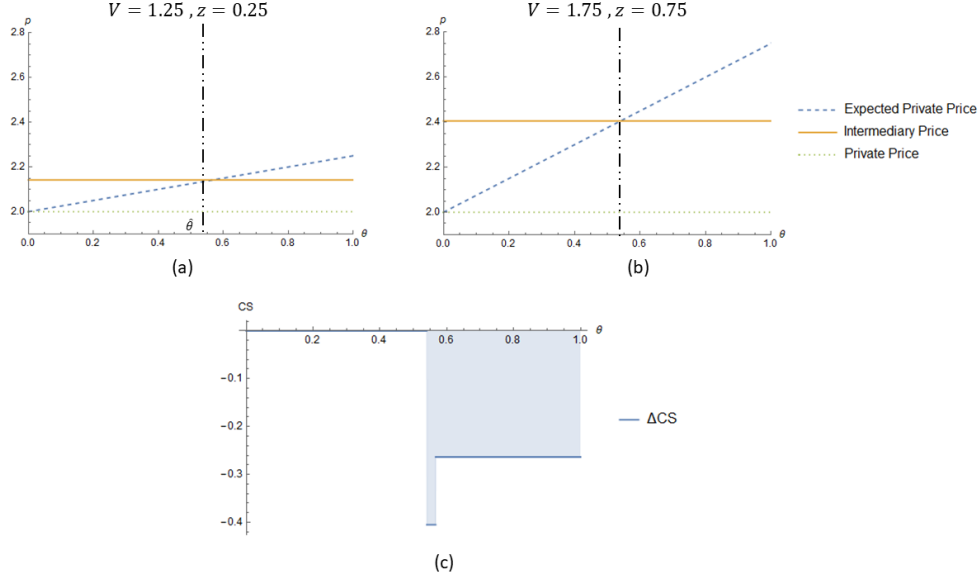 V = 1.25 , z = 0.25
p
2.8
2.6
2.4
2.2
2.0
0.0 0.2 0.4 0.6 0.8 1.0
θ̂
θ
(a)
V = 1.75 , z = 0.75
p
2.8
2.6
2.4
2.2
2.0
0.0 0.2 0.4 0.6 0.8 1.0
θ
(b)
Expected Private Price
Intermediary Price
Private Price
CS
θ
0.2 0.4 0.6 0.8 1.0
−0.1
−0.2
−0.3
−0.4
ΔCS
(c)